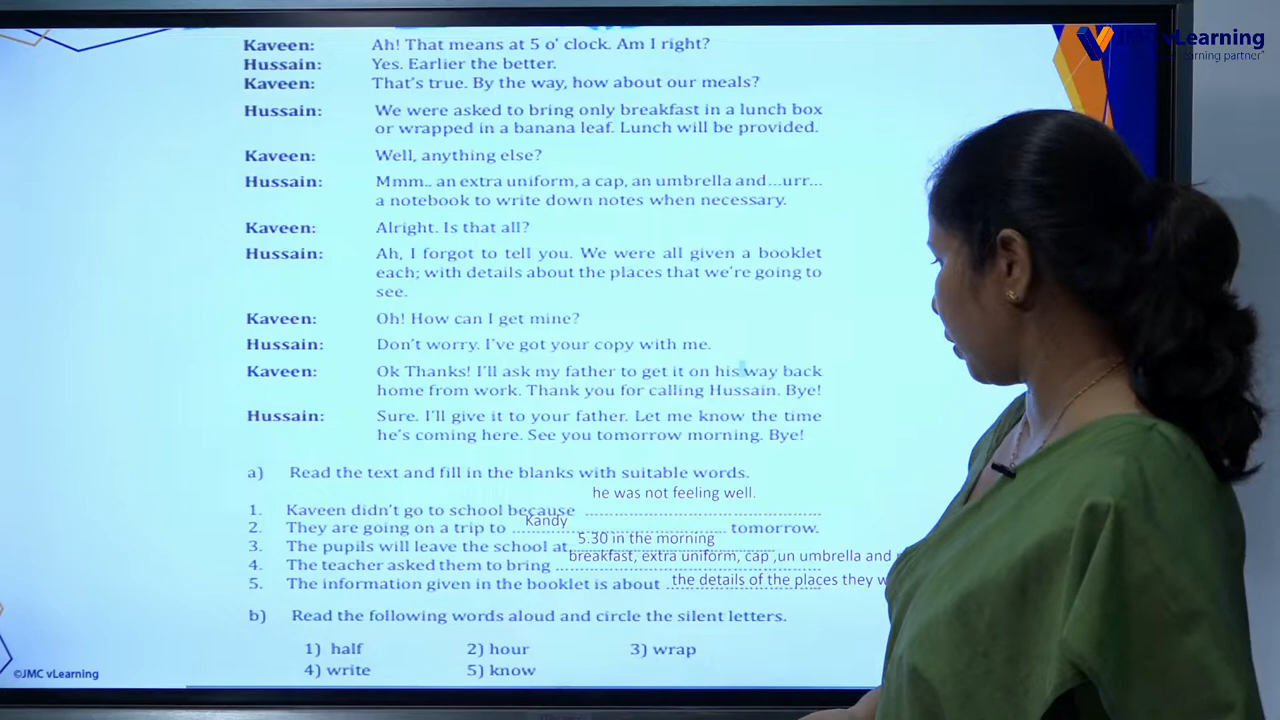 JMC vLearning
learning partner"
Kaveen: Ah! That means at 5 o' clock. Am I right?
Hussain: Yes. Earlier the better.
Kaveen: That's true. By the way, how about our meals?
Hussain: We were asked to bring only breakfast in a lunch box
or wrapped in a banana leaf. Lunch will be provided.
Kaveen: Well, anything else?
Hussain: Mmm.. an extra uniform, a cap, an umbrella and...urr...
a notebook to write down notes when necessary.
Kaveen: Alright. Is that all?
Hussain: Ah, I forgot to tell you. We were all given a booklet
each; with details about the places that we're going to
see.
Kaveen: Oh! How can I get mine?
Hussain: Don't worry. I've got your copy with me.
Kaveen: Ok Thanks! I'll ask my father to get it on his way back
home from work. Thank you for calling Hussain. Bye!
Hussain: Sure. I'll give it to your father. Let me know the time
he's coming here. See you tomorrow morning. Bye!
a) Read the text and fill in the blanks with suitable words.
he was not feeling well.
1. Kaveen didn't go to school because ........................................
Kandy
2. They are going on a trip to ........................................ tomorrow.
5.30 in the morning
3. The pupils will leave the school at........................................
breakfast, extra uniform, cap ,un umbrella and
4. The teacher asked them to bring ........................................
5. The information given in the booklet is about ........ the details of the places they
b) Read the following words aloud and circle the silent letters.
1) half 2) hour 3) wrap
4) write 5) know
©JMC vLearning